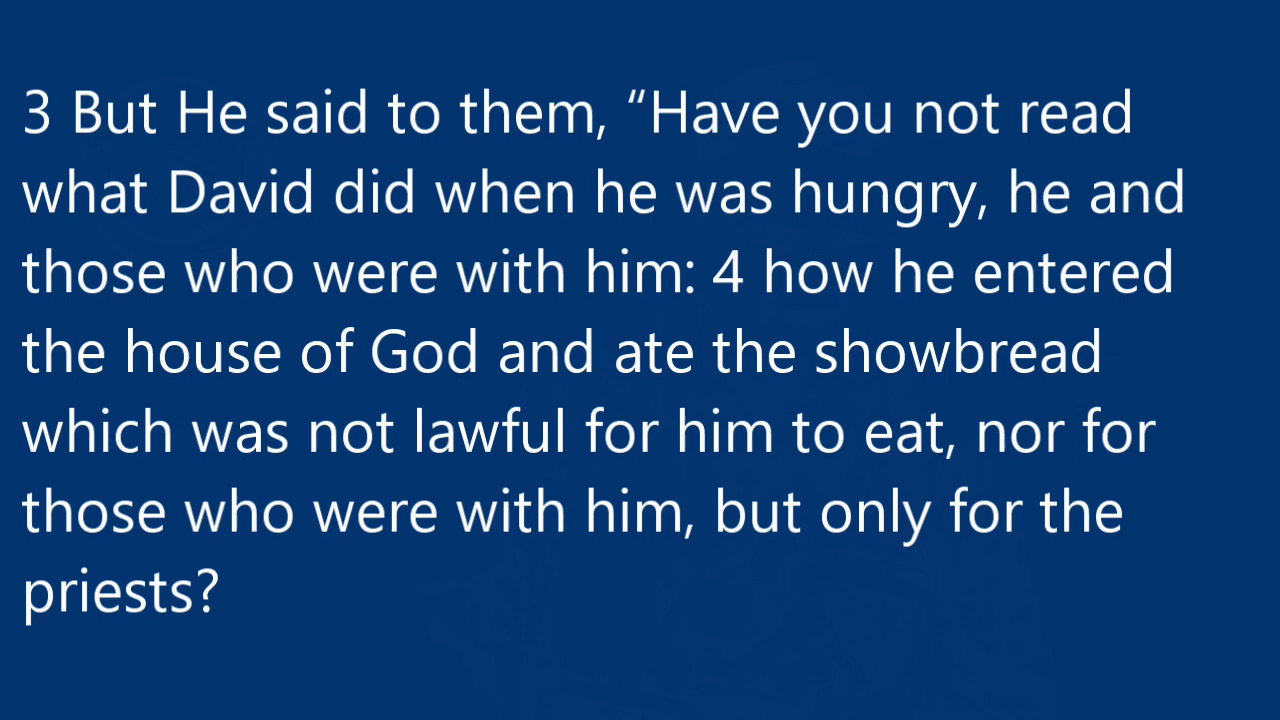 3 But He said to them, “Have you not read
what David did when he was hungry, he and
those who were with him: 4 how he entered
the house of God and ate the showbread
which was not lawful for him to eat, nor for
those who were with him, but only for the
priests?